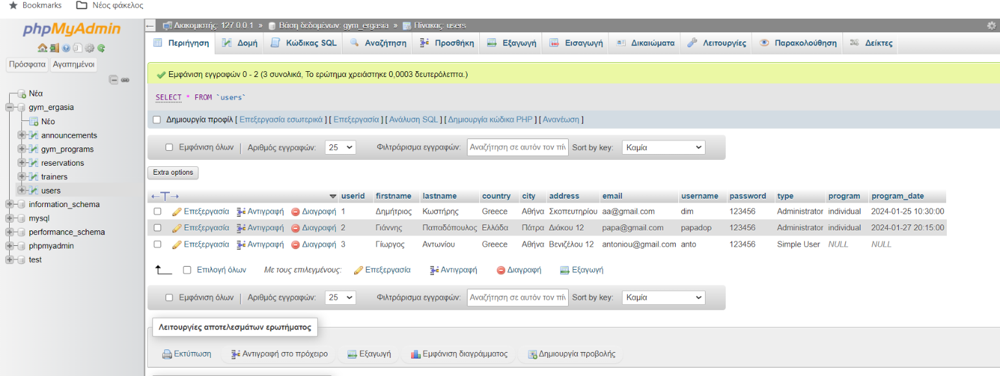 Bookmarks Νέος φάκελος
phpMyAdmin
Πρόσφατα Αγαπημένοι
Νέα
gym_ergasia
Νέο
announcements
gym_programs
reservations
trainers
users
information_schema
mysql
performance_schema
phpmyadmin
test
Διακομιστής: 127.0.0.1 » Βάση δεδομένων: gym_ergasia » Πίνακας: users
Περιήγηση Δομή Κώδικας SQL Αναζήτηση Προσθήκη Εξαγωγή Εισαγωγή Δικαιώματα Λειτουργίες Παρακολούθηση Δείκτες
Εμφάνιση εγγραφών 0 - 2 (3 συνολικά, Το ερώτημα χρειάστηκε 0,0003 δευτερόλεπτα.)
SELECT * FROM `users`
Δημιουργία προφίλ [ Επεξεργασία εσωτερικά ] [ Επεξεργασία ] [ Ανάλυση SQL ] [ Δημιουργία κώδικα PHP ] [ Ανανέωση ]
Εμφάνιση όλων | Αριθμός εγγραφών: 25 Φιλτράρισμα εγγραφών: Αναζήτηση σε αυτόν τον πίν Sort by key: Καμία
Extra options
userid firstname lastname country city address email username password type program program_date
Επεξεργασία Αντιγραφή Διαγραφή 1 Δημήτριος Κωστήρης Greece Αθήνα Σκοπευτηρίου aa@gmail.com dim 123456 Administrator individual 2024-01-25 10:30:00
Επεξεργασία Αντιγραφή Διαγραφή 2 Γιάννης Παπαδόπουλος Ελλάδα Πάτρα Διάκου 12 papa@gmail.com papadop 123456 Administrator individual 2024-01-27 20:15:00
Επεξεργασία Αντιγραφή Διαγραφή 3 Γίωργος Αντωνίου Greece Αθήνα Βενιζέλου 12 antoniou@gmail.com anto 123456 Simple User NULL NULL
Επιλογή όλων Με τους επιλεγμένους: Επεξεργασία Αντιγραφή Διαγραφή Εξαγωγή
Εμφάνιση όλων | Αριθμός εγγραφών: 25 Φιλτράρισμα εγγραφών: Αναζήτηση σε αυτόν τον πίν Sort by key: Καμία
Λειτουργίες αποτελεσμάτων ερωτήματος
Εκτύπωση Αντιγραφή στο πρόχειρο Εξαγωγή Εμφάνιση διαγράμματος Δημιουργία προβολής